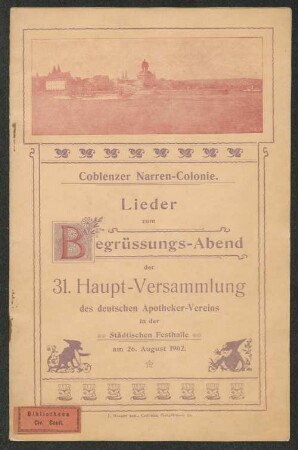 Coblenzer Narren-Colonie.
Lieder
zum
Begrüssungs-Abend
der
31. Haupt-Versammlung
des deutschen Apotheker-Vereins
in der
Städtischen Festhalle
am 26. August 1902.
Bibliotheca